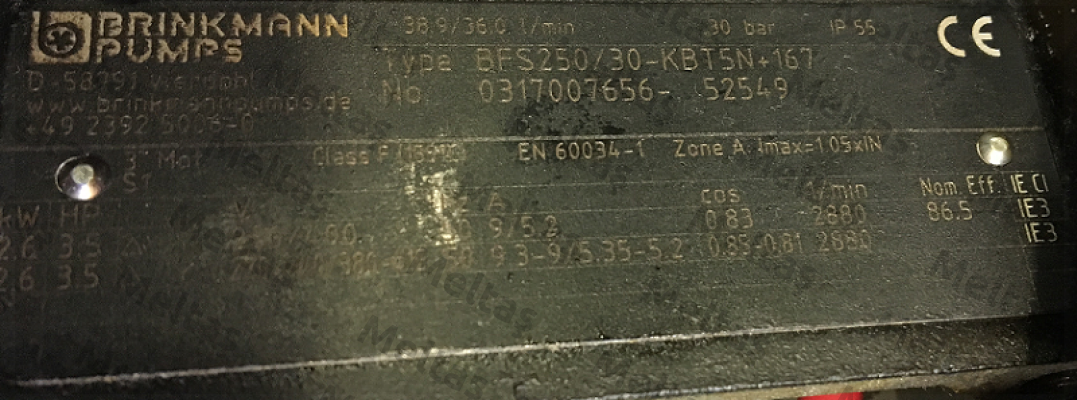 BRINKMANN
PUMPS
D-58791 Werdohl
www.brinkmannpumps.de
+49 2392 5006-0
38.9/36.0 l/min 30 bar IP 55
Type BFS250/30-KBT5N+167
No. 0317007656- 52549
CE
3~ Mot Class F EN 60034-1 Zone A Imax=1.05xIN
S1
kW HP V A cos 1/min Nom. Eff. IE Cl
2.6 3.5 9/5.2 0.83 2880 86.5 IE3
2.6 3.5 50 9.3-9/5.35-5.2 0.83-0.81 2880 IE3
Meltas